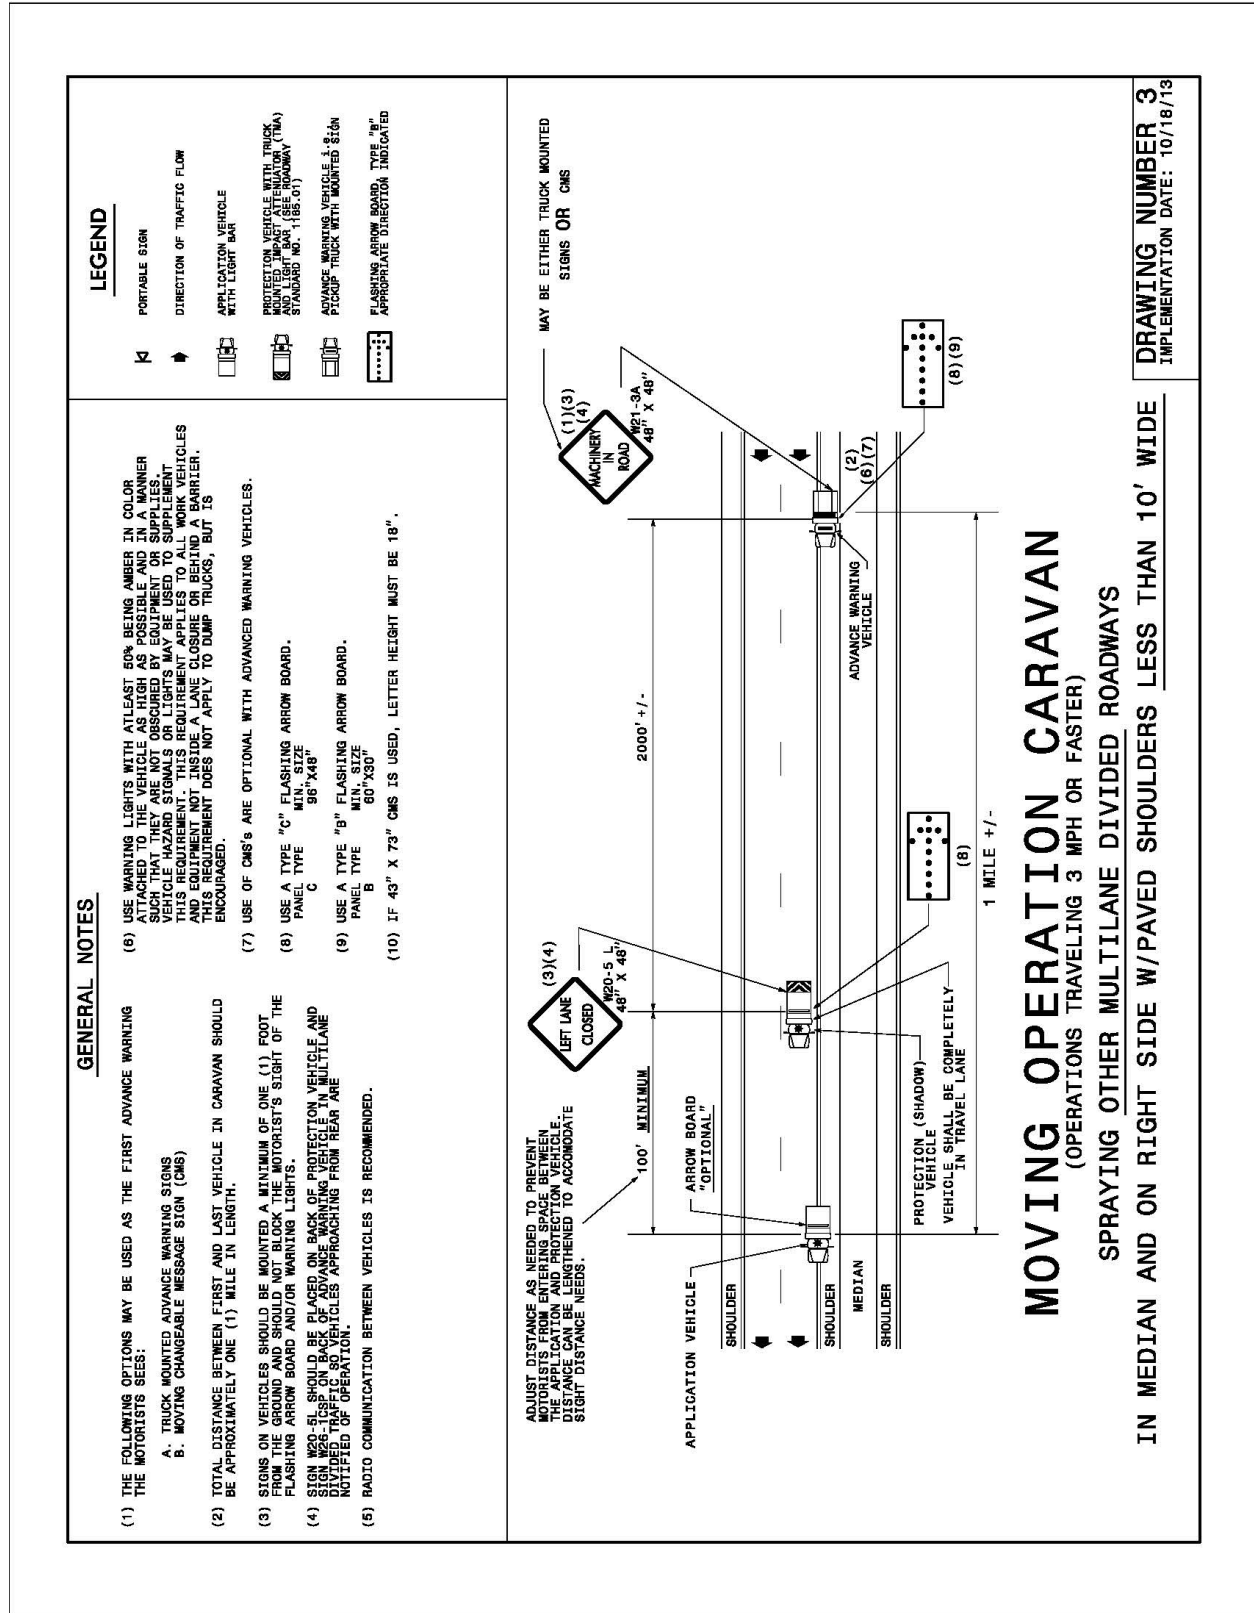 GENERAL NOTES
(1) THE FOLLOWING OPTIONS MAY BE USED AS THE FIRST ADVANCE WARNING
THE MOTORISTS SEES:
A. TRUCK MOUNTED ADVANCE WARNING SIGNS
B. MOVING CHANGEABLE MESSAGE SIGN (CMS)
(2) TOTAL DISTANCE BETWEEN FIRST AND LAST VEHICLE IN CARAVAN SHOULD
BE APPROXIMATELY ONE (1) MILE IN LENGTH.
(3) SIGNS ON VEHICLES SHOULD BE MOUNTED A MINIMUM OF ONE (1) FOOT
FROM THE GROUND AND SHOULD NOT BLOCK THE MOTORIST'S SIGHT OF THE
FLASHING ARROW BOARD AND/OR WARNING LIGHTS.
(4) SIGN W20-5L SHOULD BE PLACED ON BACK OF PROTECTION VEHICLE AND
SIGN W26-1CSP ON BACK OF ADVANCE WARNING VEHICLE IN MULTILANE
DIVIDED TRAFFIC SO VEHICLES APPROACHING FROM REAR ARE
NOTIFIED OF OPERATION.
(5) RADIO COMMUNICATION BETWEEN VEHICLES IS RECOMMENDED.
(6) USE WARNING LIGHTS WITH ATLEAST 50% BEING AMBER IN COLOR
ATTACHED TO THE VEHICLE AS HIGH AS POSSIBLE AND IN A MANNER
SUCH THAT THEY ARE NOT OBSCURED BY EQUIPMENT OR SUPPLIES.
VEHICLE HAZARD SIGNALS OR LIGHTS MAY BE USED TO SUPPLEMENT
THIS REQUIREMENT. THIS REQUIREMENT APPLIES TO ALL WORK VEHICLES
AND EQUIPMENT NOT INSIDE A LANE CLOSURE OR BEHIND A BARRIER.
THIS REQUIREMENT DOES NOT APPLY TO DUMP TRUCKS, BUT IS
ENCOURAGED.
(7) USE OF CMS's ARE OPTIONAL WITH ADVANCED WARNING VEHICLES.
(8) USE A TYPE "C" FLASHING ARROW BOARD.
PANEL TYPE MIN. SIZE
C 96"X48"
(9) USE A TYPE "B" FLASHING ARROW BOARD.
PANEL TYPE MIN. SIZE
B 60"X30"
(10) IF 43" X 73" CMS IS USED, LETTER HEIGHT MUST BE 18".
LEGEND
PORTABLE SIGN
DIRECTION OF TRAFFIC FLOW
APPLICATION VEHICLE
WITH LIGHT BAR
PROTECTION VEHICLE WITH TRUCK
MOUNTED IMPACT ATTENUATOR (TMA)
AND LIGHT BAR (SEE ROADWAY
STANDARD NO. 1165.01)
ADVANCE WARNING VEHICLE i.e.,
PICKUP TRUCK WITH MOUNTED SIGN
FLASHING ARROW BOARD, TYPE "B"
APPROPRIATE DIRECTION INDICATED
ADJUST DISTANCE AS NEEDED TO PREVENT
MOTORISTS FROM ENTERING SPACE BETWEEN
THE APPLICATION AND PROTECTION VEHICLE.
DISTANCE CAN BE LENGTHENED TO ACCOMODATE
SIGHT DISTANCE NEEDS.
LEFT LANE
CLOSED
(3)(4)
W20-5 L
48" X 48"
MACHINERY
IN
ROAD
(1)(3)
(4)
W21-3A
48" X 48"
MAY BE EITHER TRUCK MOUNTED
SIGNS OR CMS
100' MINIMUM
2000'+/-
APPLICATION VEHICLE
ARROW BOARD
"OPTIONAL"
SHOULDER
SHOULDER
MEDIAN
SHOULDER
ADVANCE WARNING
VEHICLE
(2)
(6)(7)
PROTECTION (SHADOW)
VEHICLE
VEHICLE SHALL BE COMPLETELY
IN TRAVEL LANE
(8)
(8)(9)
1 MILE +/-
MOVING OPERATION CARAVAN
(OPERATIONS TRAVELING 3 MPH OR FASTER)
SPRAYING OTHER MULTILANE DIVIDED ROADWAYS
IN MEDIAN AND ON RIGHT SIDE W/PAVED SHOULDERS LESS THAN 10' WIDE
DRAWING NUMBER 3
IMPLEMENTATION DATE: 10/18/13